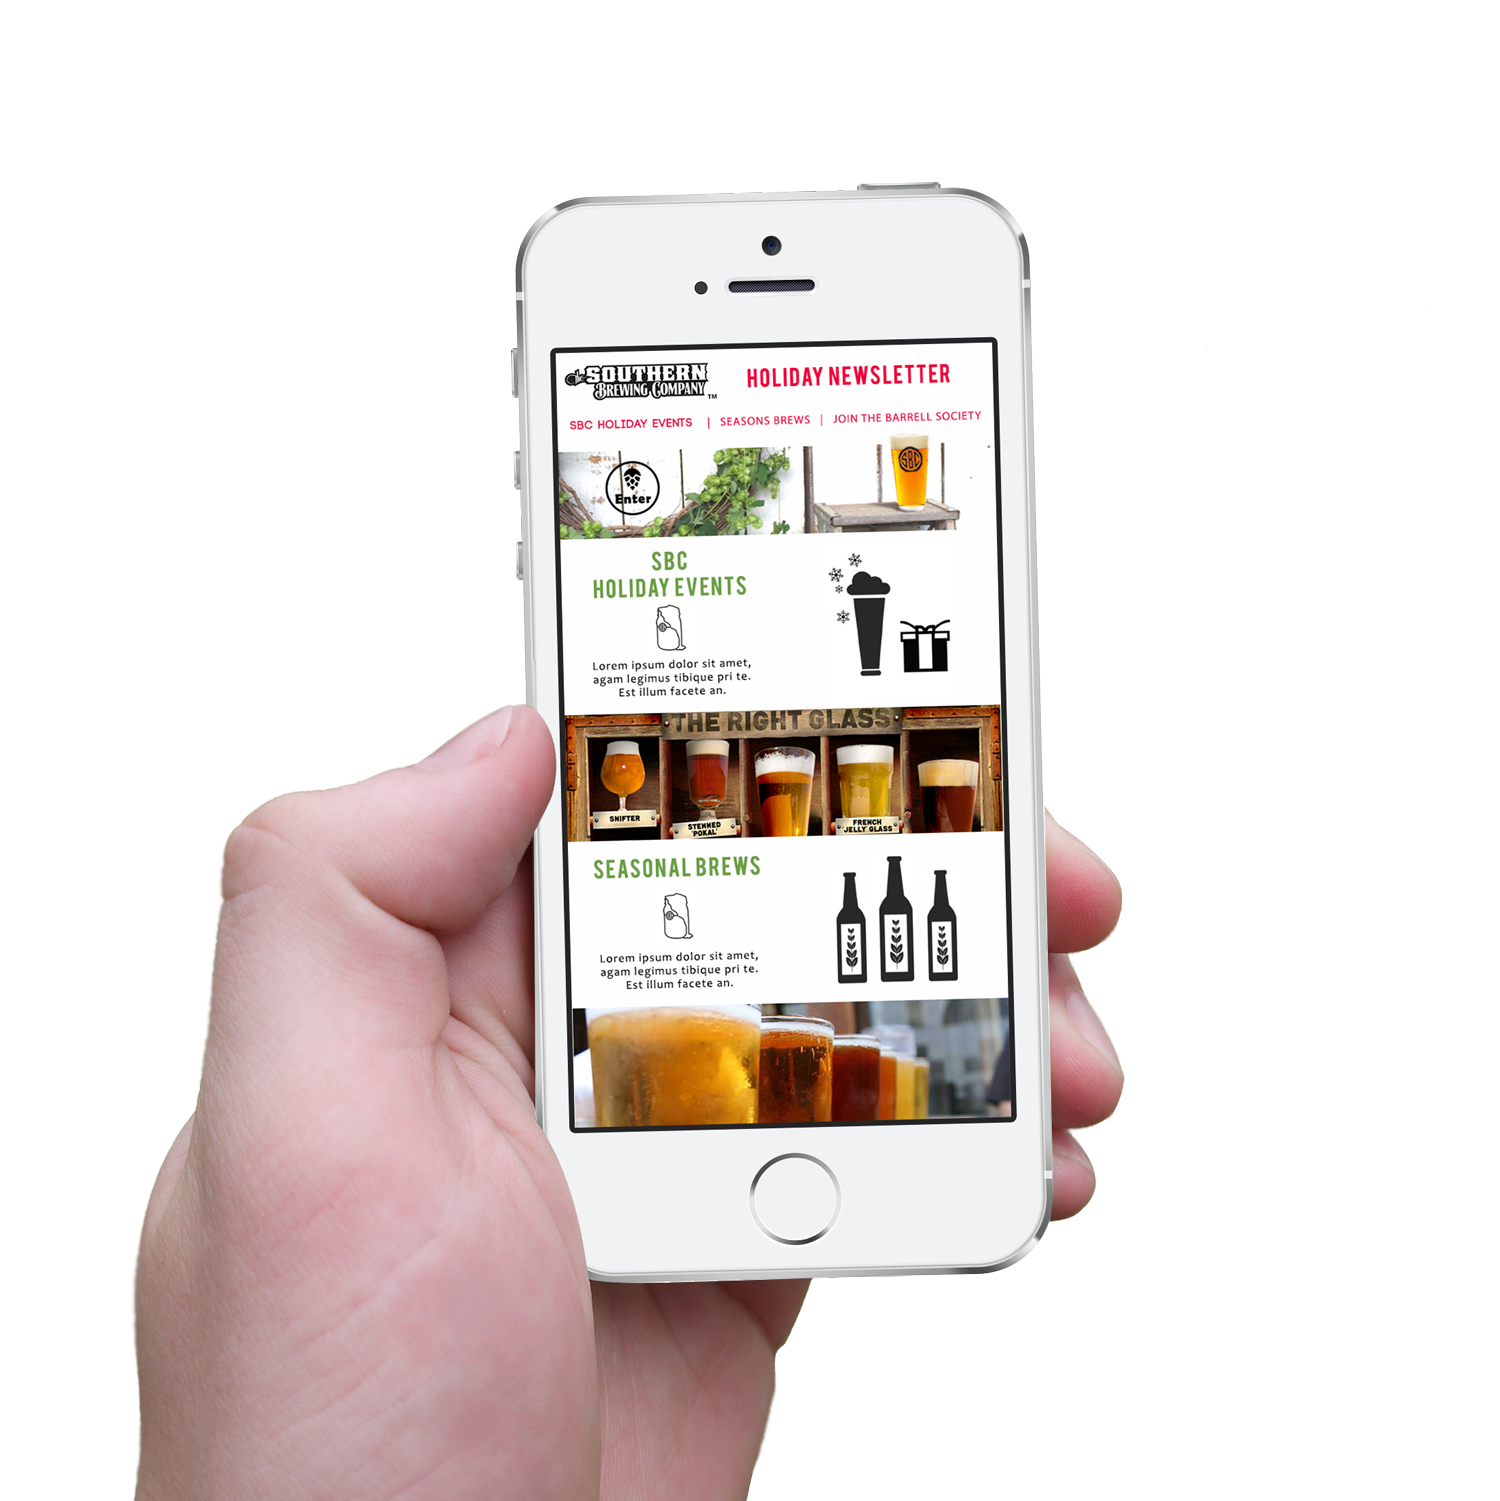 The SOUTHERN
BREWING COMPANY TM
HOLIDAY NEWSLETTER
SBC HOLIDAY EVENTS | SEASONS BREWS | JOIN THE BARRELL SOCIETY
Enter
SBC
SBC
HOLIDAY EVENTS
Lorem ipsum dolor sit amet,
agam legimus tibique pri te.
Est illum facete an.
THE RIGHT GLASS
SNIFTER
STEMMED
'POKAL'
FRENCH
'JELLY GLASS'
SEASONAL BREWS
Lorem ipsum dolor sit amet,
agam legimus tibique pri te.
Est illum facete an.